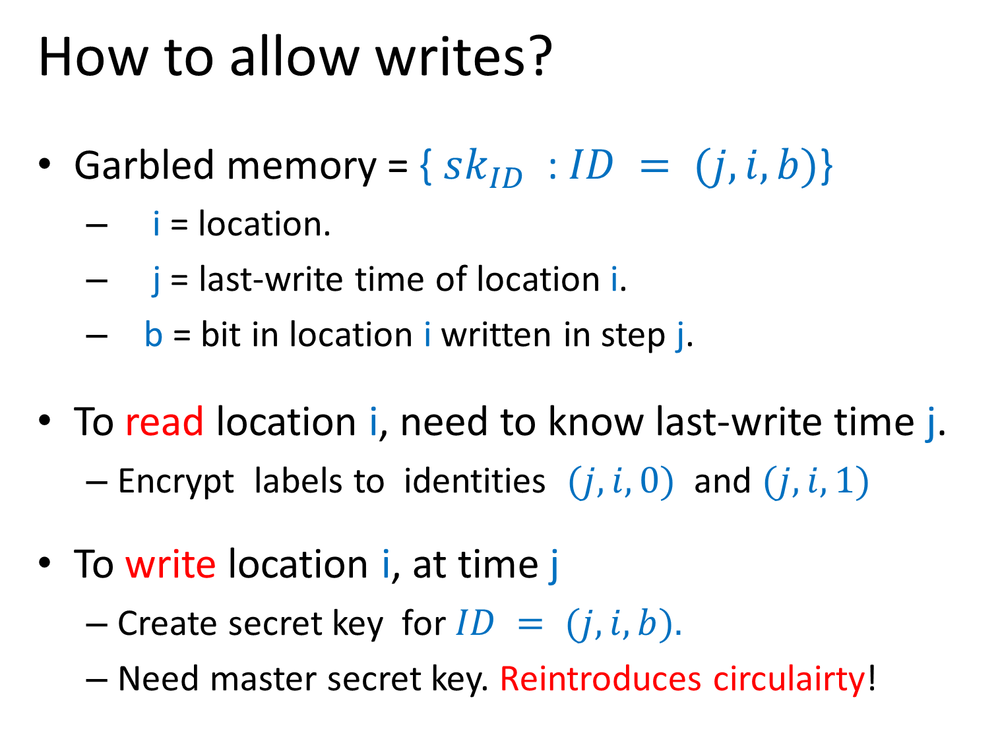 How to allow writes?
• Garbled memory = { sk_ID : ID = (j, i, b)}
– i = location.
– j = last-write time of location i.
– b = bit in location i written in step j.
• To read location i, need to know last-write time j.
– Encrypt labels to identities (j, i, 0) and (j, i, 1)
• To write location i, at time j
– Create secret key for ID = (j, i, b).
– Need master secret key. Reintroduces circulairty!